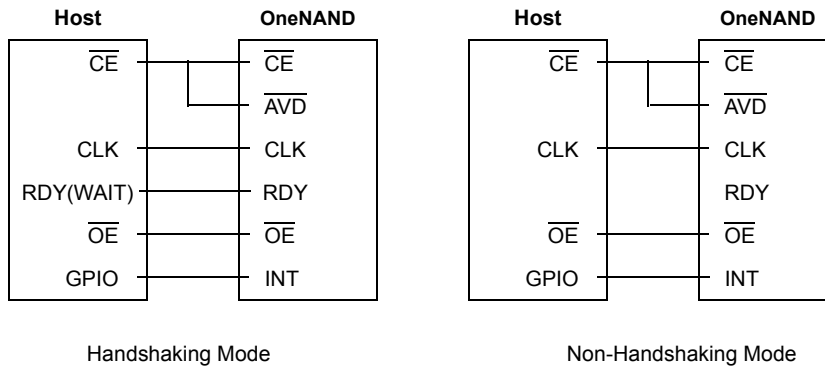 Host OneNAND
CE CE
AVD
CLK CLK
RDY(WAIT) RDY
OE OE
GPIO INT
Handshaking Mode
Host OneNAND
CE CE
AVD
CLK CLK
RDY
OE OE
GPIO INT
Non-Handshaking Mode